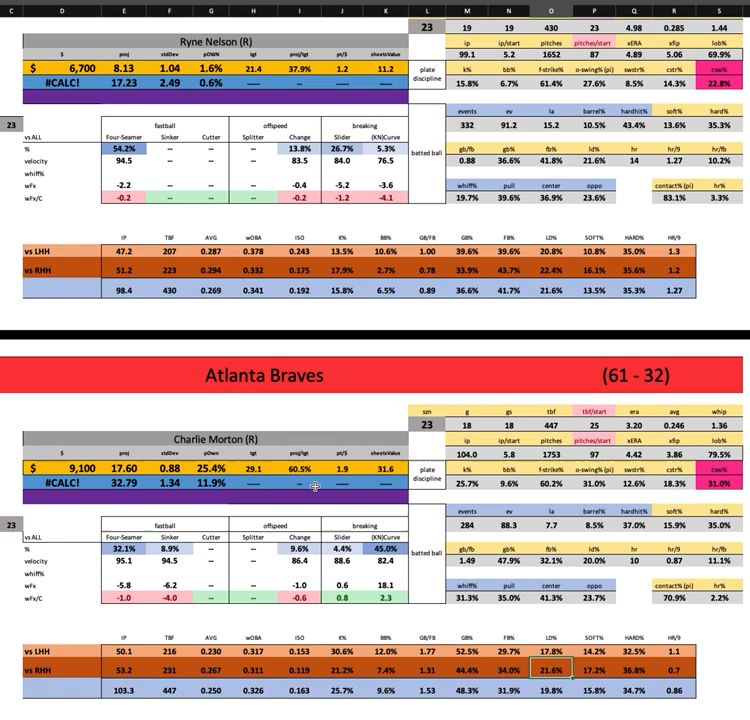 C D E F G H I J K L M N O P Q R S
23 19 19 430 23 4.98 0.285 1.44
Ryne Nelson (R) ip ip/start pitches pitches/start xERA xfip lob%
$ proj stdDev pOWN tgt proj/tgt pt/$ sheetsValue 99.1 5.2 1652 87 4.89 5.06 69.9%
$ 6,700 8.13 1.04 1.6% 21.4 37.9% 1.2 11.2 plate discipline k% bb% f-strike% o-swing% (pi) swstr% cstr% csw%
#CALC! 17.23 2.49 0.6% ---- -- ---- ---- 15.8% 6.7% 61.4% 27.6% 8.5% 14.3% 22.8%
events ev la barrel% hardhit% soft% hard%
23 fastball offspeed breaking batted ball 332 91.2 15.2 10.5% 43.4% 13.6% 35.3%
vs ALL Four-Seamer Sinker Cutter Splitter Change Slider (KN)Curve
% 54.2% -- -- -- 13.8% 26.7% 5.3% gb/fb gb% fb% ld% hr hr/9 hr/fb
velocity 94.5 -- -- -- 83.5 84.0 76.5 0.88 36.6% 41.8% 21.6% 14 1.27 10.2%
whiff%
wFx -2.2 -0.4 -5.2 -3.6 whiff% pull center oppo contact% (pi) hr%
wFx/C -0.2 -- -- -- -0.2 -1.2 -4.1 19.7% 39.6% 36.9% 23.6% 83.1% 3.3%
IP TBF AVG wOBA ISO K% BB% GB/FB GB% FB% LD% SOFT% HARD% HR/9
vs LHH 47.2 207 0.287 0.378 0.243 13.5% 10.6% 1.00 39.6% 39.6% 20.8% 10.8% 35.0% 1.3
vs RHH 51.2 223 0.294 0.332 0.175 17.9% 2.7% 0.78 33.9% 43.7% 22.4% 16.1% 35.6% 1.2
98.4 430 0.269 0.341 0.192 15.8% 6.5% 0.89 36.6% 41.7% 21.6% 13.5% 35.3% 1.27
Atlanta Braves (61 - 32)
sm g gs tbf tbf/start era avg whip
23 18 18 447 25 3.20 0.246 1.36
Charlie Morton (R) ip ip/start pitches pitches/start xERA xfip lob%
$ proj stdDev pOwn tgt proj/tgt pt/$ sheetsValue 104.0 5.8 1753 97 4.42 3.86 79.5%
$ 9,100 17.60 0.88 25.4% 29.1 60.5% 1.9 31.6 plate discipline k% bb% f-strike% o-swing% (pi) swstr% cstr% csw%
#CALC! 32.79 1.34 11.9% ---- -- ---- ---- 25.7% 9.6% 60.2% 31.0% 12.6% 18.3% 31.0%
events ev la barrel% hardhit% soft% hard%
23 fastball offspeed breaking batted ball 284 88.3 7.7 8.5% 37.0% 15.9% 35.0%
vs ALL Four-Seamer Sinker Cutter Splitter Change Slider (KN)Curve
% 32.1% 8.9% -- -- 9.6% 4.4% 45.0% gb/fb gb% fb% ld% hr hr/9 hr/fb
velocity 95.1 94.5 -- -- 86.4 88.6 82.4 1.49 47.9% 32.1% 20.0% 10 0.87 11.1%
whiff%
wFx -5.8 -6.2 -1.0 0.6 18.1 whiff% pull center oppo contact% (pi) hr%
wFx/C -1.0 -4.0 -- -- -0.6 0.8 2.3 31.3% 35.0% 41.3% 23.7% 70.9% 2.2%
IP TBF AVG wOBA ISO K% BB% GB/FB GB% FB% LD% SOFT% HARD% HR/9
vs LHH 50.1 216 0.230 0.317 0.153 30.6% 12.0% 1.77 52.5% 29.7% 17.8% 14.2% 32.5% 1.1
vs RHH 53.2 231 0.267 0.311 0.119 21.2% 7.4% 1.31 44.4% 34.0% 21.6% 17.2% 36.8% 0.7
103.3 447 0.250 0.326 0.163 25.7% 9.6% 1.53 48.3% 31.9% 19.8% 15.8% 34.7% 0.86